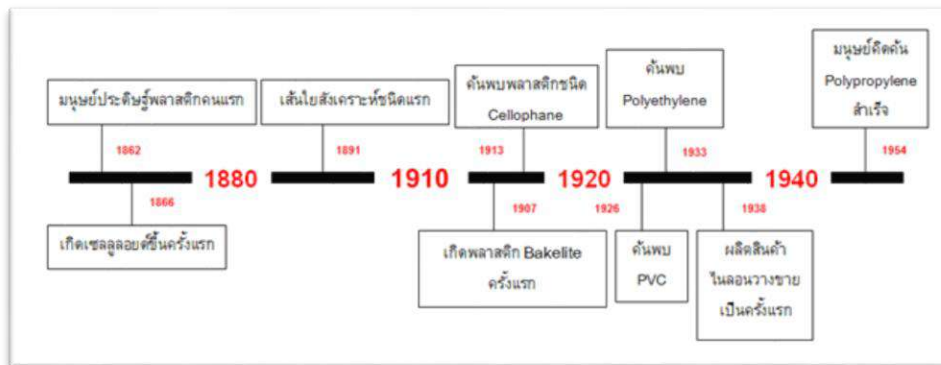 มนุษย์ประดิษฐ์พลาสติกคนแรก
เส้นใยสังเคราะห์ชนิดแรก
ค้นพบพลาสติกชนิด
Cellophane
ค้นพบ
Polyethylene
มนุษย์คิดค้น
Polypropylene
สำเร็จ
1862
1891
1913
1933
1954
1880
1910
1920
1940
1866
1907
1926
1938
เกิดเซลลูลอยด์ขึ้นครั้งแรก
เกิดพลาสติก Bakelite
ครั้งแรก
ค้นพบ
PVC
ผลิตสินค้า
ไนลอนวางขาย
เป็นครั้งแรก